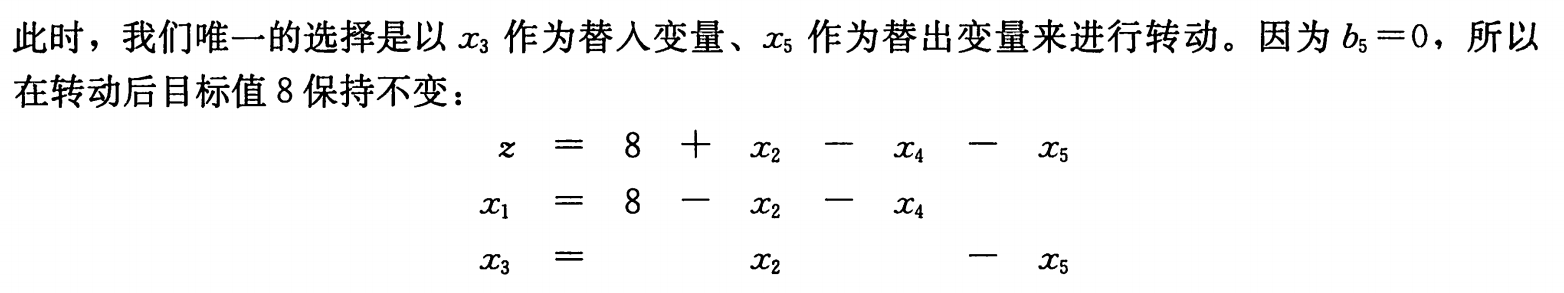 此时，我们唯一的选择是以 x₃ 作为替入变量、x₅ 作为替出变量来进行转动。因为 b₅=0，所以
在转动后目标值 8 保持不变：
z = 8 + x₂ − x₄ − x₅
x₁ = 8 − x₂ − x₄
x₃ = x₂ − x₅